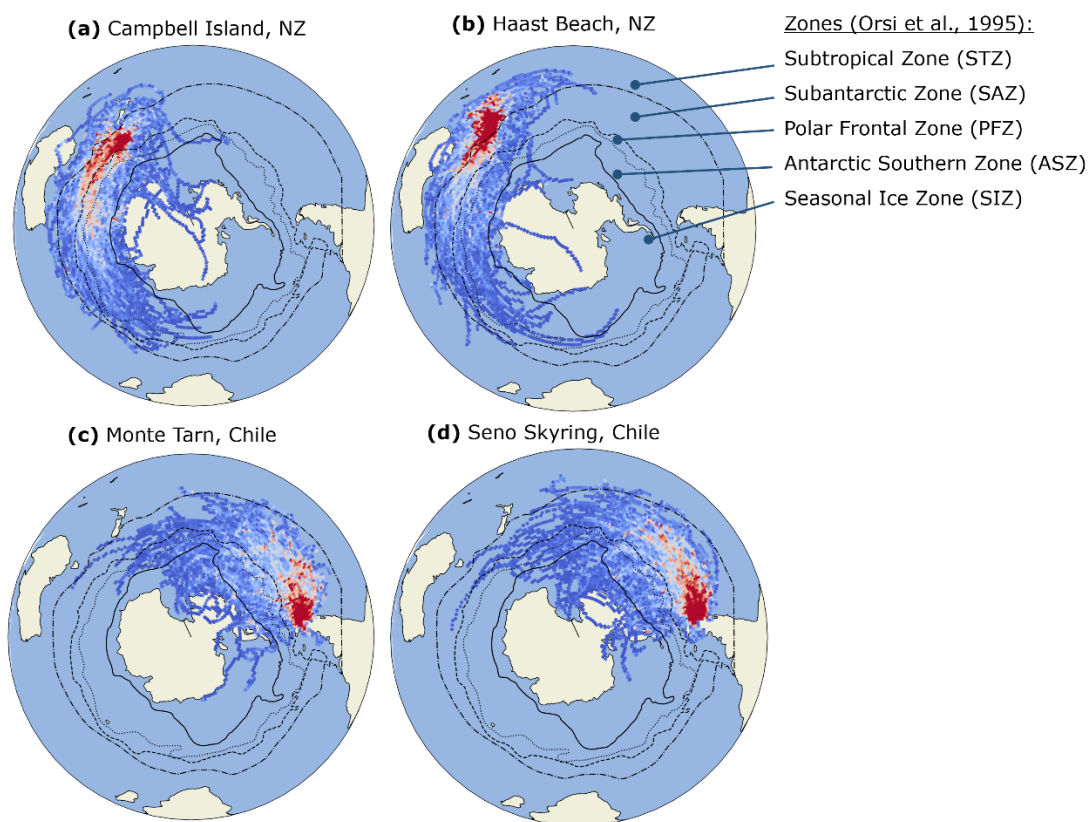 (a) Campbell Island, NZ
(b) Haast Beach, NZ
Zones (Orsi et al., 1995):
Subtropical Zone (STZ)
Subantarctic Zone (SAZ)
Polar Frontal Zone (PFZ)
Antarctic Southern Zone (ASZ)
Seasonal Ice Zone (SIZ)
(c) Monte Tarn, Chile
(d) Seno Skyring, Chile